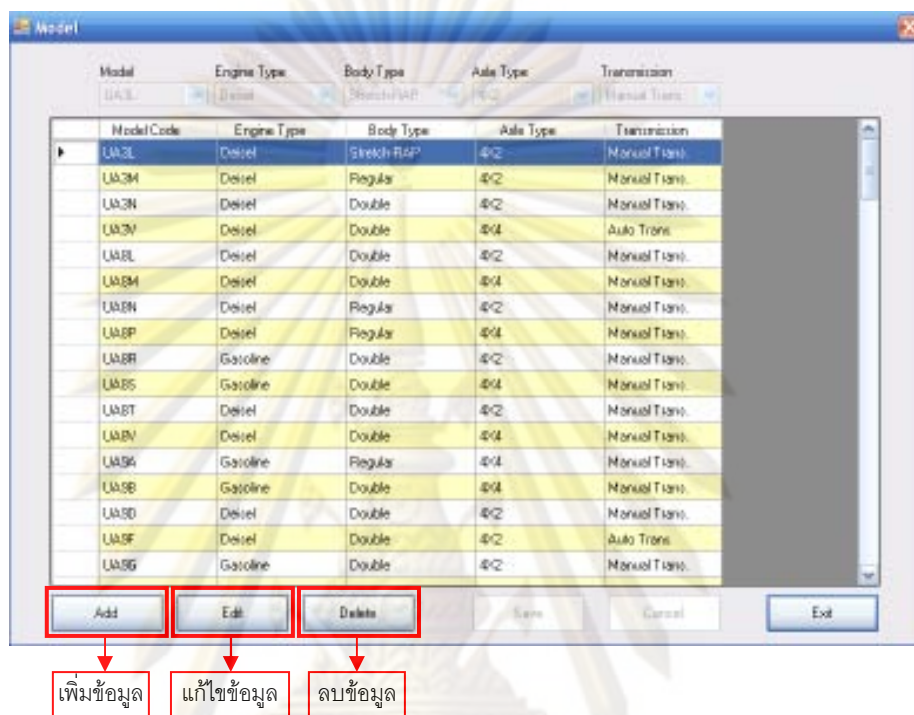 Model
Model Engine Type Body Type Axle Type Transmission
UA3L Deisel Stretch-RAP 4X2 Manual Trans.
Model Code Engine Type Body Type Axle Type Transmission
UA3L Deisel Stretch-RAP 4X2 Manual Trans.
UA3M Deisel Regular 4X2 Manual Trans.
UA3N Deisel Double 4X2 Manual Trans.
UA3V Deisel Double 4X4 Auto Trans.
UA8L Deisel Double 4X2 Manual Trans.
UA8M Deisel Double 4X4 Manual Trans.
UA8N Deisel Regular 4X2 Manual Trans.
UA8P Deisel Regular 4X4 Manual Trans.
UA8R Gasoline Double 4X2 Manual Trans.
UA8S Gasoline Double 4X4 Manual Trans.
UA8T Deisel Double 4X2 Manual Trans.
UA8V Deisel Double 4X4 Manual Trans.
UA9A Gasoline Regular 4X4 Manual Trans.
UA9B Gasoline Double 4X4 Manual Trans.
UA9D Deisel Double 4X2 Manual Trans.
UA9F Deisel Double 4X2 Auto Trans.
UA9G Gasoline Double 4X2 Manual Trans.
Add Edit Delete Save Cancel Exit
เพิ่มข้อมูล แก้ไขข้อมูล ลบข้อมูล